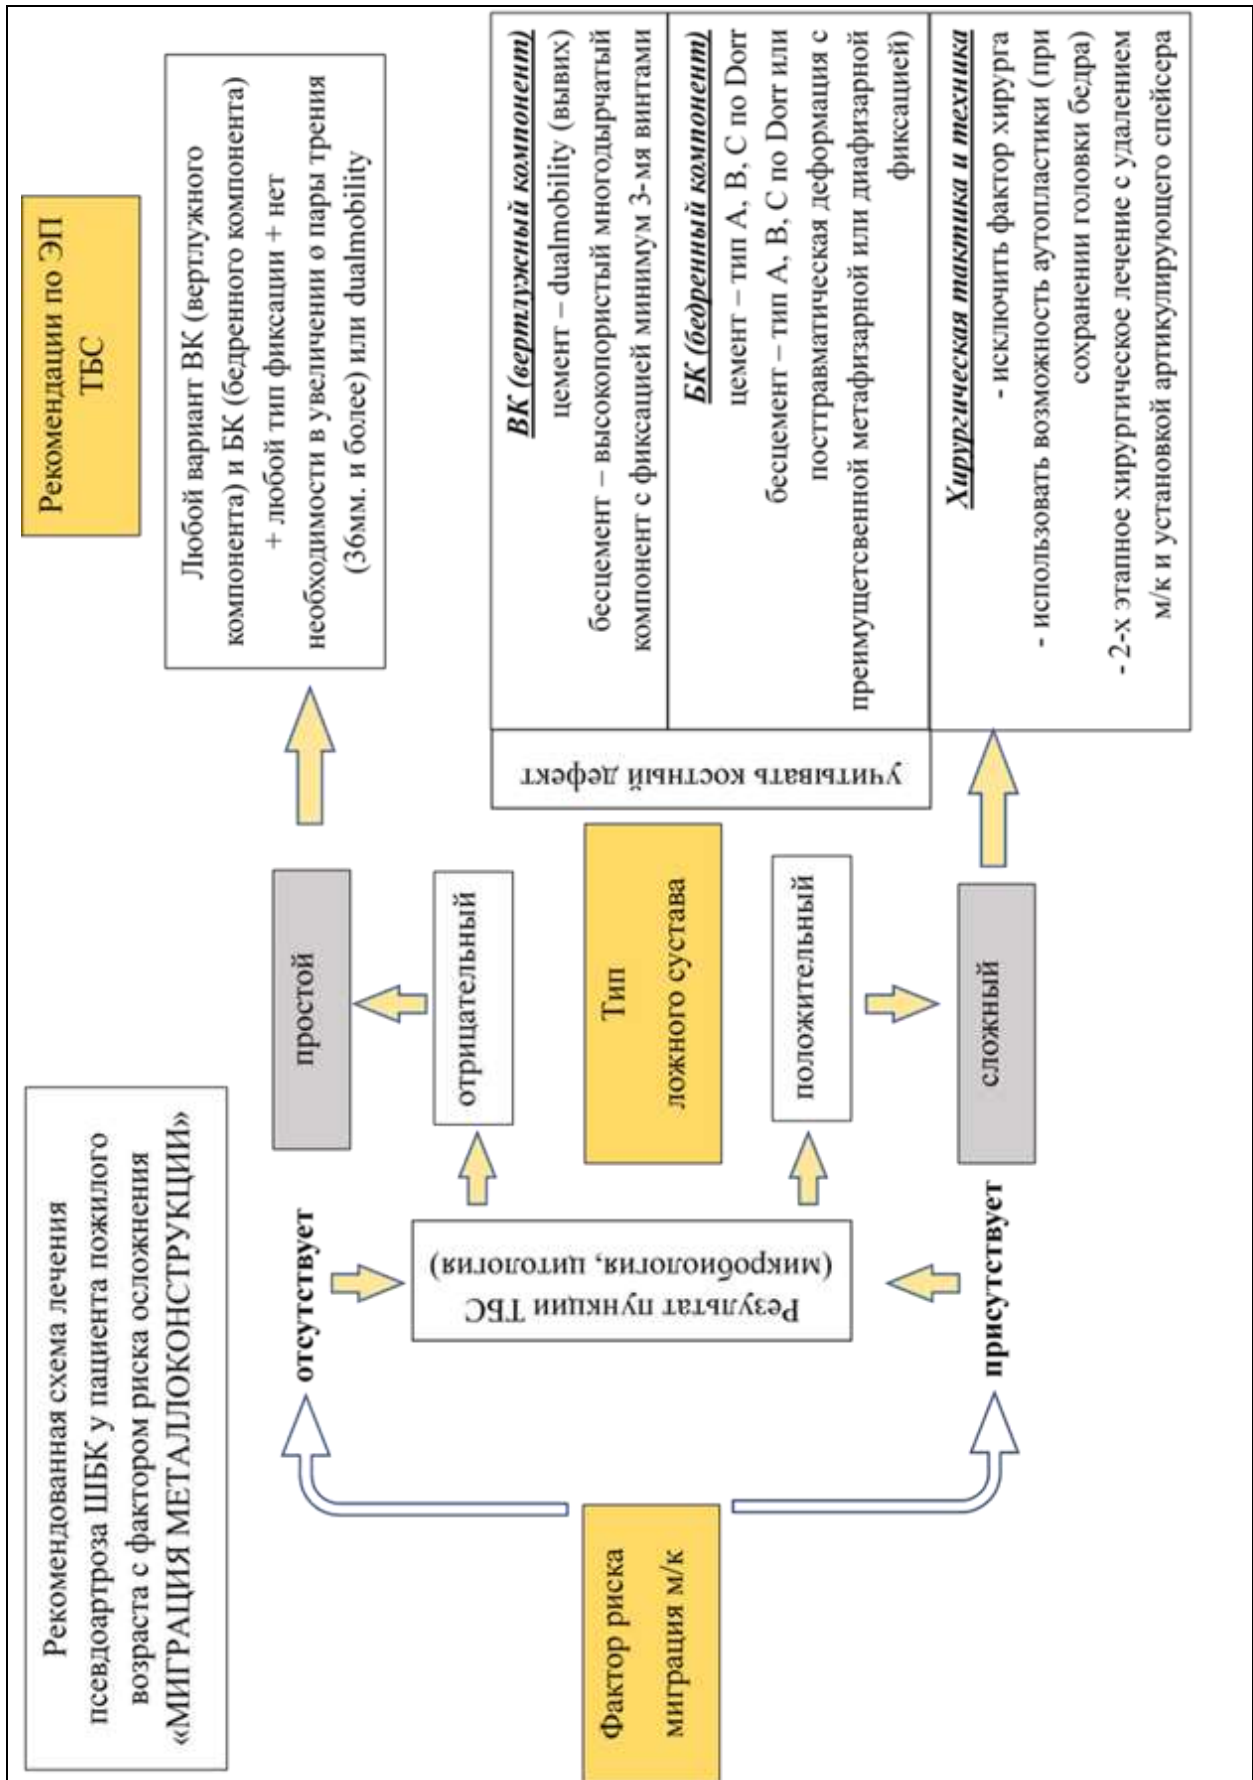 Рекомендованная схема лечения
псевдоартроза ШБК у пациента пожилого
возраста с фактором риска осложнения
«МИГРАЦИЯ МЕТАЛЛОКОНСТРУКЦИИ»
Рекомендации по ЭП
ТБС
Фактор риска
миграция м/к
отсутствует
присутствует
Результат пункции ТБС
(микробиология, цитология)
простой
отрицательный
Тип
ложного сустава
положительный
сложный
Любой вариант ВК (вертлужного
компонента) и БК (бедренного компонента)
+ любой тип фиксации + нет
необходимости в увеличении ø пары трения
(36мм. и более) или dualmobility
учитывать костный дефект
ВК (вертлужный компонент)
цемент – dualmobility (вывих)
бесцемент – высокопористый многодырчатый
компонент с фиксацией минимум 3-мя винтами
БК (бедренный компонент)
цемент – тип А, В, С по Dorr
бесцемент – тип А, В, С по Dorr или
посттравматическая деформация с
преимущетсвенной метафизарной или диафизарной
фиксацией)
Хирургическая тактика и техника
- исключить фактор хирурга
- использовать возможность аутопластики (при
сохранении головки бедра)
- 2-х этапное хирургическое лечение с удалением
м/к и установкой артикулирующего спейсера